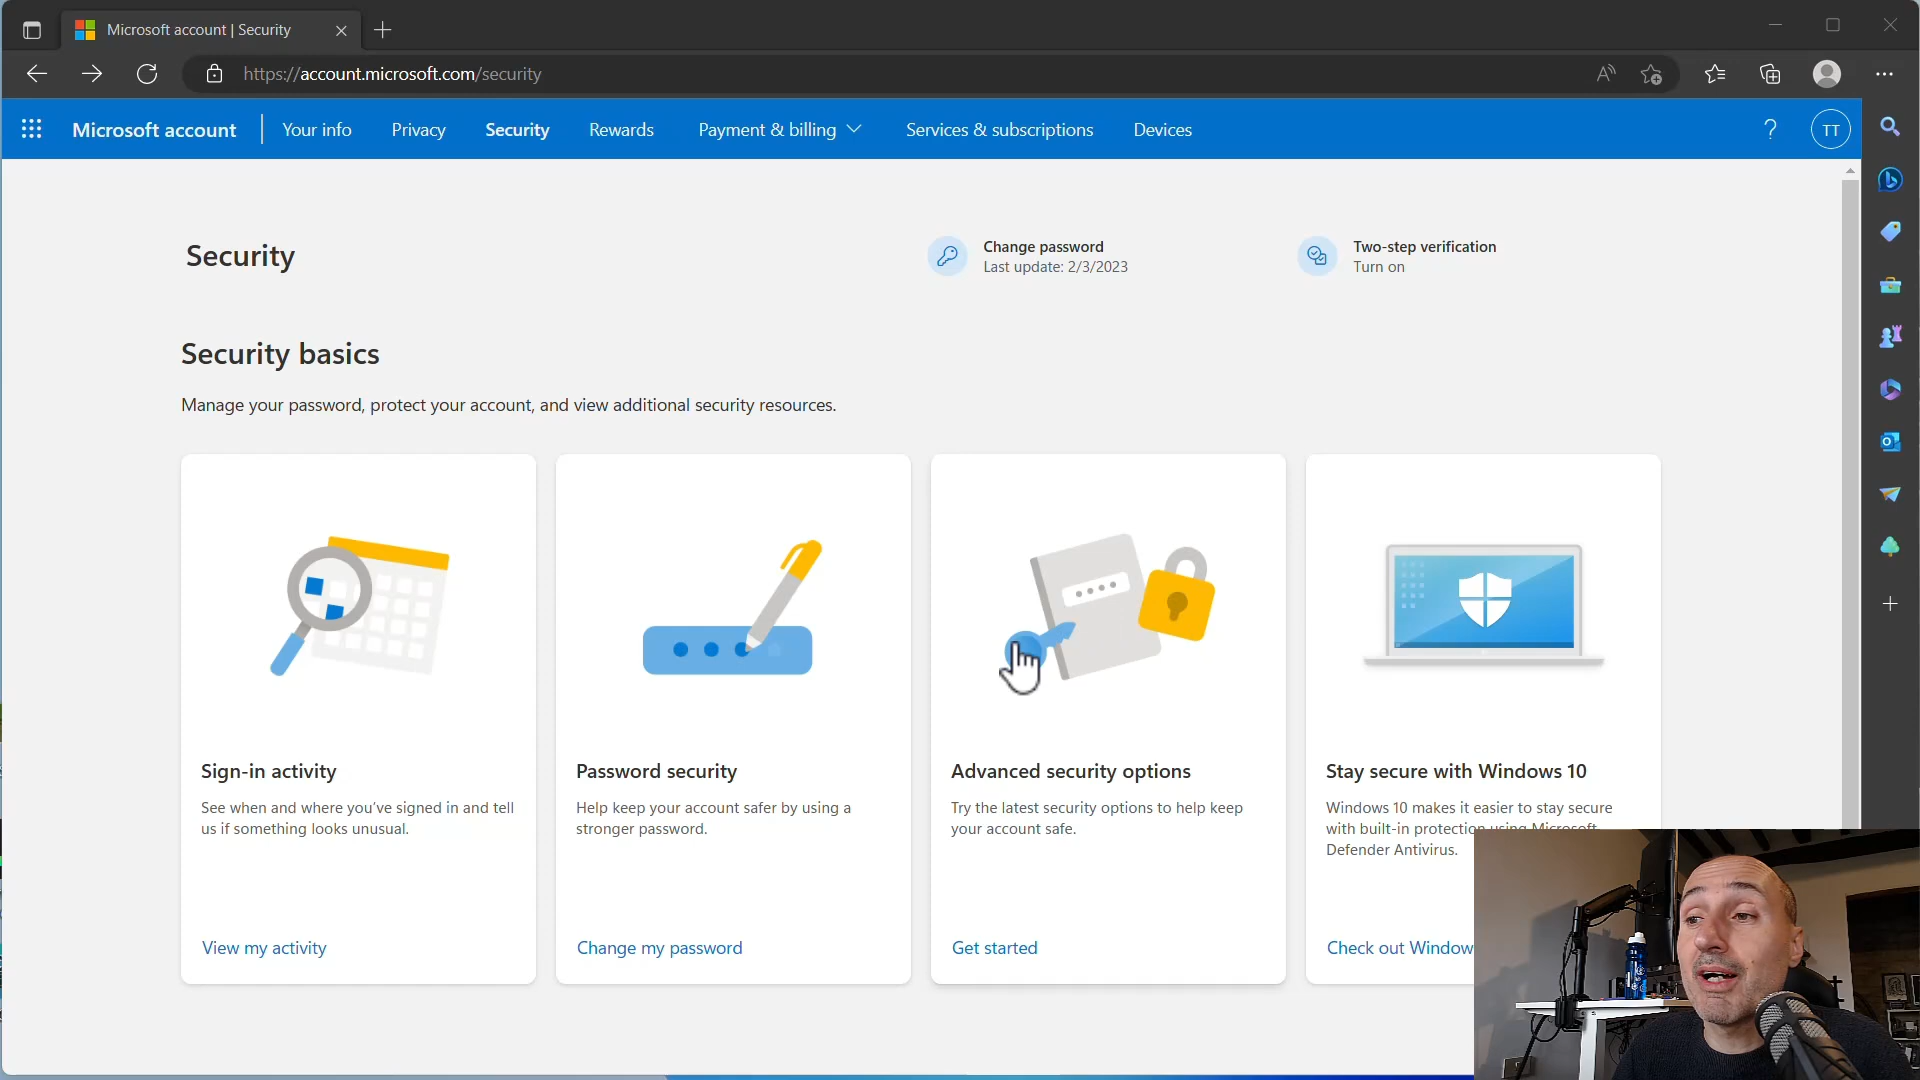 Microsoft account | Security
https://account.microsoft.com/security
Microsoft account
Your info
Privacy
Security
Rewards
Payment & billing
Services & subscriptions
Devices
?
TT
Security
Change password
Last update: 2/3/2023
Two-step verification
Turn on
Security basics
Manage your password, protect your account, and view additional security resources.
Sign-in activity
See when and where you've signed in and tell
us if something looks unusual.
View my activity
Password security
Help keep your account safer by using a
stronger password.
Change my password
Advanced security options
Try the latest security options to help keep
your account safe.
Get started
Stay secure with Windows 10
Windows 10 makes it easier to stay secure
with built-in protection using Microsoft
Defender Antivirus.
Check out Window